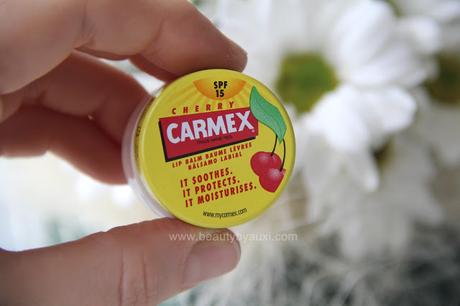 SPF
15
CHERRY
CARMEX
LIP BALM BAUME LÈVRES
BÁLSAMO LABIAL
IT SOOTHES.
IT PROTECTS.
IT MOISTURISES.
www.mycarmex.com
www.beautybyauxi.com